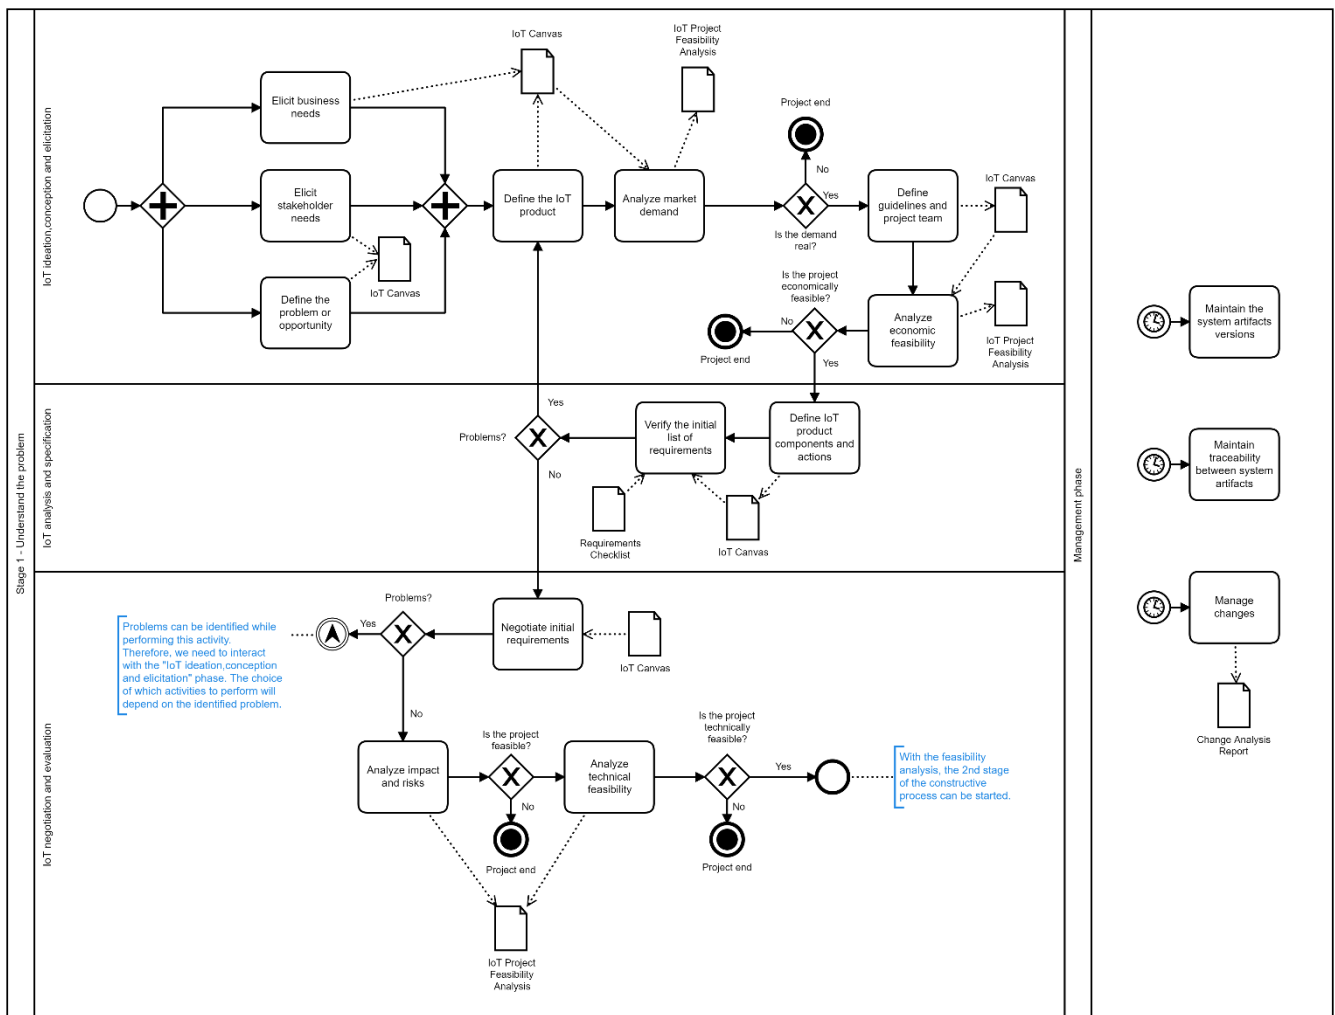 Stage 1 - Understand the problem
IoT ideation,conception and elicitation
Elicit business
needs
Elicit
stakeholder
needs
Define the
problem or
opportunity
IoT Canvas
IoT Canvas
Define the IoT
product
Analyze market
demand
IoT Project
Feasibility
Analysis
Project end
No
Yes
Is the demand
real?
Define
guidelines and
project team
IoT Canvas
Is the project
economically
feasible?
No
Project end
Yes
Analyze
economic
feasibility
IoT Project
Feasibility
Analysis
IoT analysis and specification
Yes
Problems?
No
Verify the initial
list of
requirements
Define IoT
product
components and
actions
Requirements
Checklist
IoT Canvas
IoT negotiation and evaluation
Problems can be identified while
performing this activity.
Therefore, we need to interact
with the "IoT ideation,conception
and elicitation" phase. The choice
of which activities to perform will
depend on the identified problem.
Problems?
Yes
No
Negotiate initial
requirements
IoT Canvas
Analyze impact
and risks
Is the project
feasible?
No
Project end
Analyze
technical
feasibility
Is the project
technically
feasible?
Yes
No
Project end
With the feasibility
analysis, the 2nd stage
of the constructive
process can be started.
IoT Project
Feasibility
Analysis
Management phase
Maintain the
system artifacts
versions
Maintain
traceability
between system
artifacts
Manage
changes
Change Analysis
Report